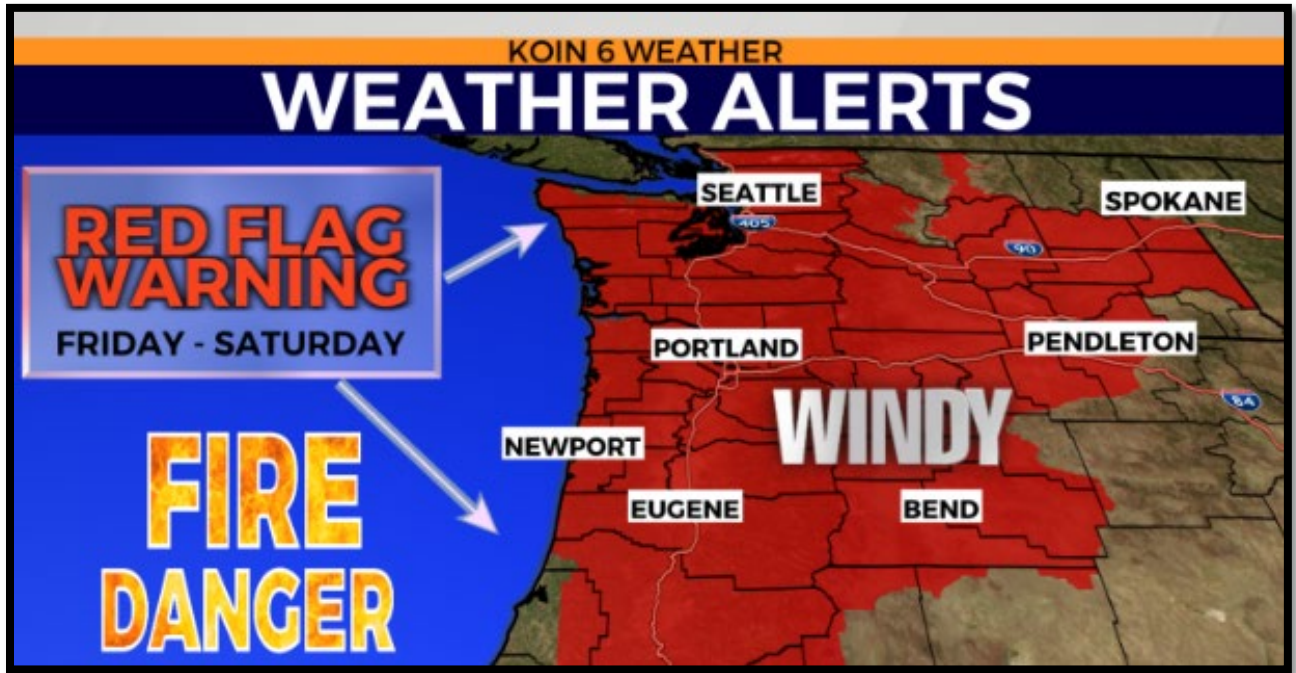 KOIN 6 WEATHER
WEATHER ALERTS
RED FLAG
WARNING
FRIDAY - SATURDAY
FIRE
DANGER
SEATTLE
405
SPOKANE
90
PORTLAND
PENDLETON
84
WINDY
NEWPORT
EUGENE
BEND